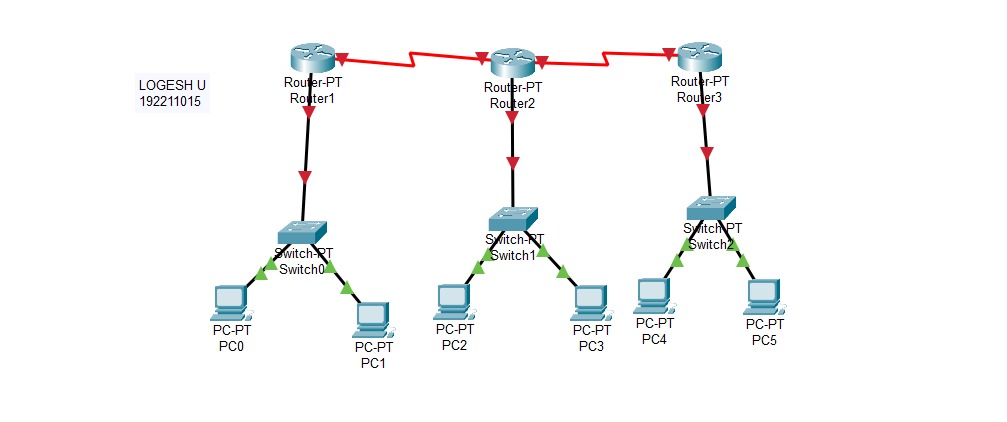 LOGESH U
192211015
Router-PT
Router1
Router-PT
Router2
Router-PT
Router3
Switch-PT
Switch0
Switch-PT
Switch1
Switch-PT
Switch2
PC-PT
PC0
PC-PT
PC1
PC-PT
PC2
PC-PT
PC3
PC-PT
PC4
PC-PT
PC5